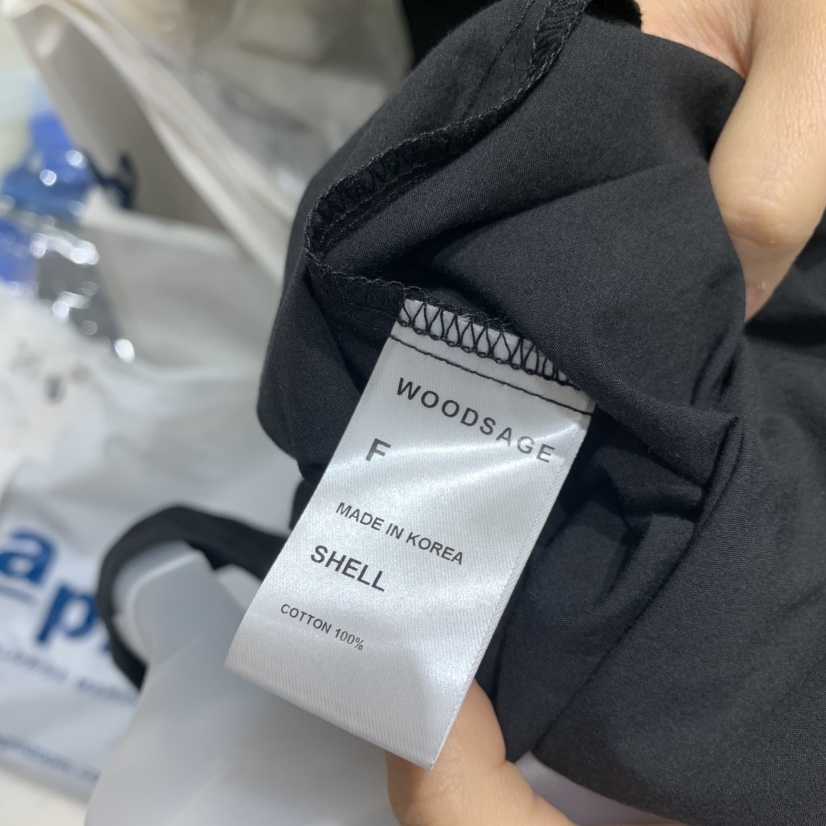 WOODSAGE
F
MADE IN KOREA
SHELL
COTTON 100%
a
p